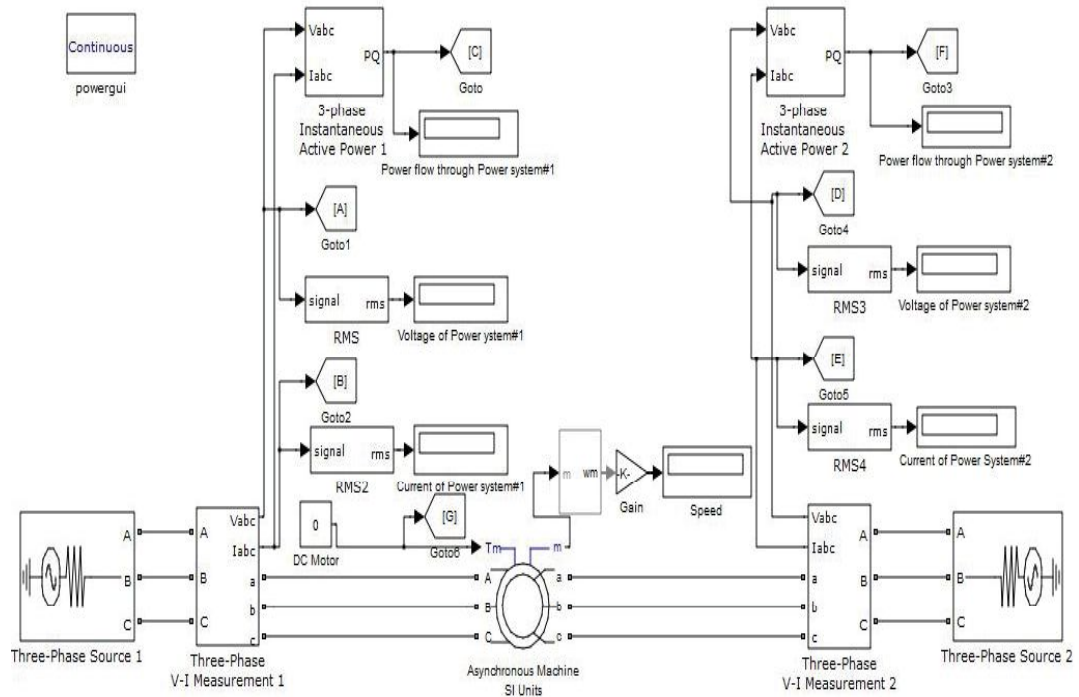 Continuous
powergui
Vabc
Iabc
PQ
3-phase
Instantaneous
Active Power 1
[C]
Goto
Power flow through Power system#1
[A]
Goto1
signal
rms
RMS
Voltage of Power ystem#1
[B]
Goto2
signal
rms
RMS2
Current of Power system#1
0
DC Motor
[G]
Goto6
Vabc
Iabc
PQ
3-phase
Instantaneous
Active Power 2
[F]
Goto3
Power flow through Power system#2
[D]
Goto4
signal
rms
RMS3
Voltage of Power system#2
[E]
Goto5
signal
rms
RMS4
Current of Power System#2
m
wm
-K-
Gain
Speed
A
B
C
Three-Phase Source 1
A
B
C
Vabc
Iabc
a
b
c
Three-Phase
V-I Measurement 1
Tm
m
A
B
C
a
b
c
Asynchronous Machine
SI Units
Vabc
Iabc
a
b
c
A
B
C
Three-Phase
V-I Measurement 2
A
B
C
Three-Phase Source 2